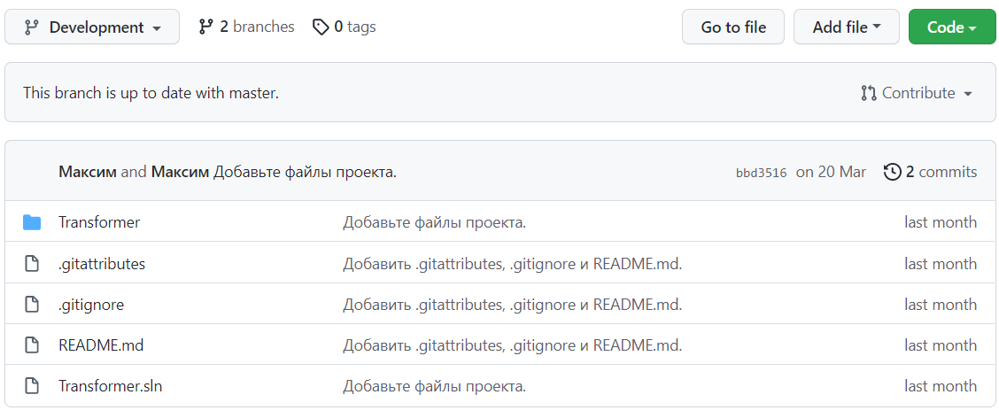 Development 2 branches 0 tags Go to file Add file Code
This branch is up to date with master. Contribute
Максим and Максим Добавьте файлы проекта. bbd3516 on 20 Mar 2 commits
Transformer Добавьте файлы проекта. last month
.gitattributes Добавить .gitattributes, .gitignore и README.md. last month
.gitignore Добавить .gitattributes, .gitignore и README.md. last month
README.md Добавить .gitattributes, .gitignore и README.md. last month
Transformer.sln Добавьте файлы проекта. last month